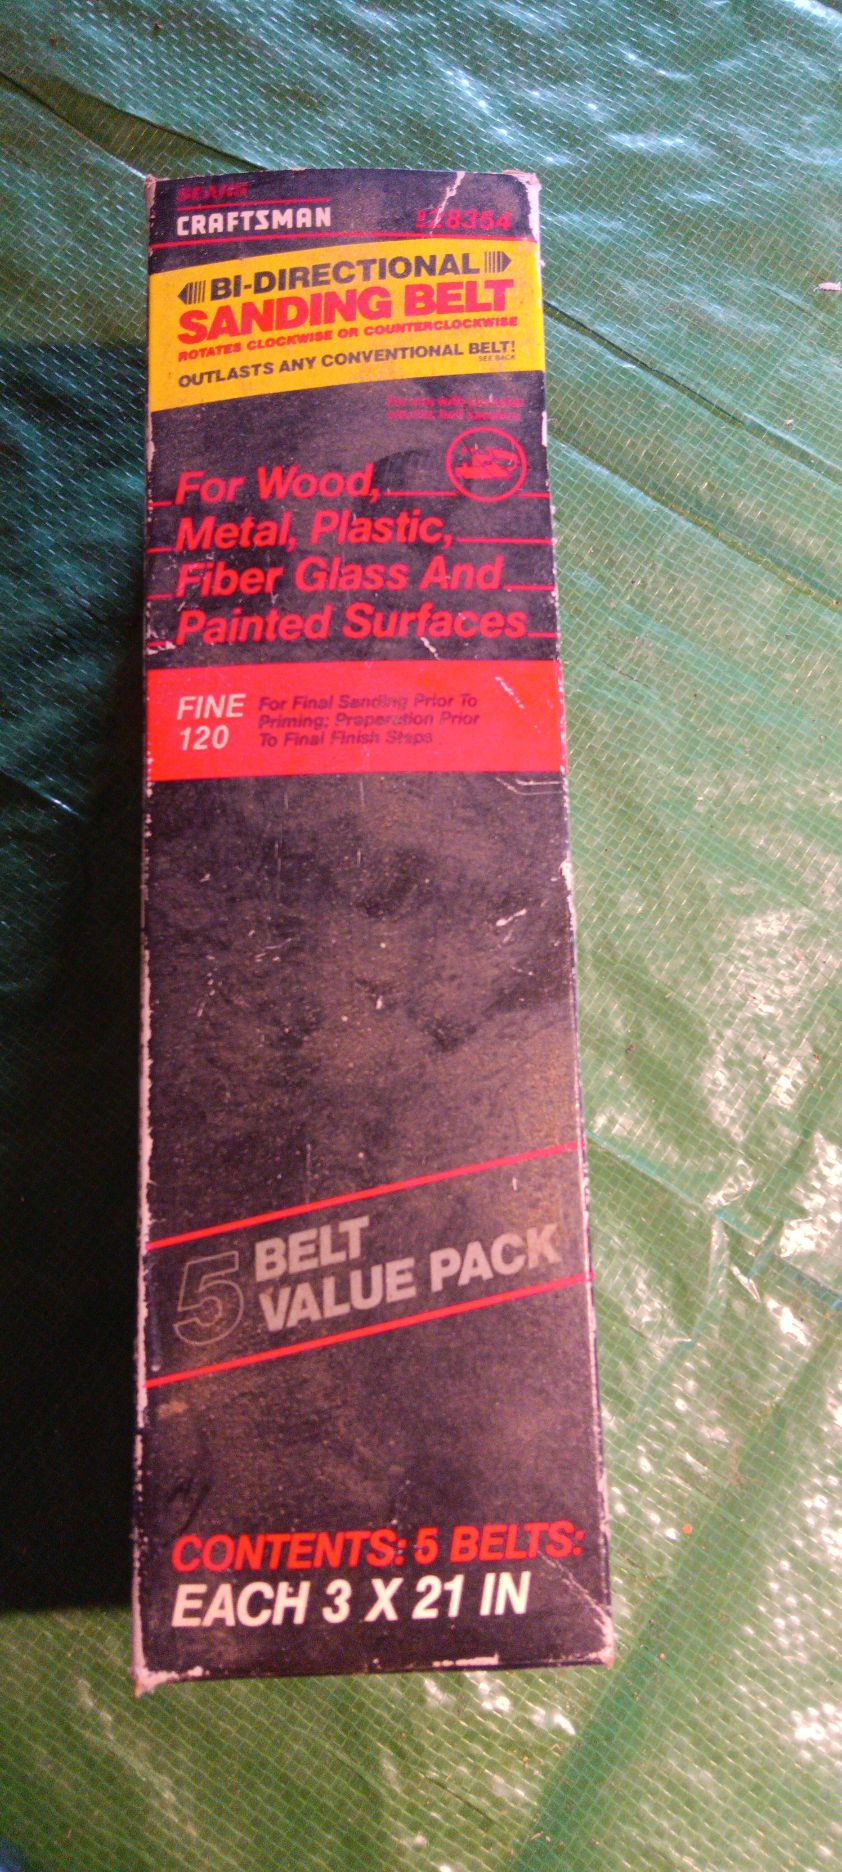 SEARS
CRAFTSMAN
28354
BI-DIRECTIONAL
SANDING BELT
ROTATES CLOCKWISE OR COUNTERCLOCKWISE
OUTLASTS ANY CONVENTIONAL BELT!
SEE BACK
For Wood,
Metal, Plastic,
Fiber Glass And
Painted Surfaces
FINE
120
For Final Sanding Prior To
Priming; Preparation Prior
To Final Finish Steps
5 BELT
VALUE PACK
CONTENTS: 5 BELTS:
EACH 3 X 21 IN